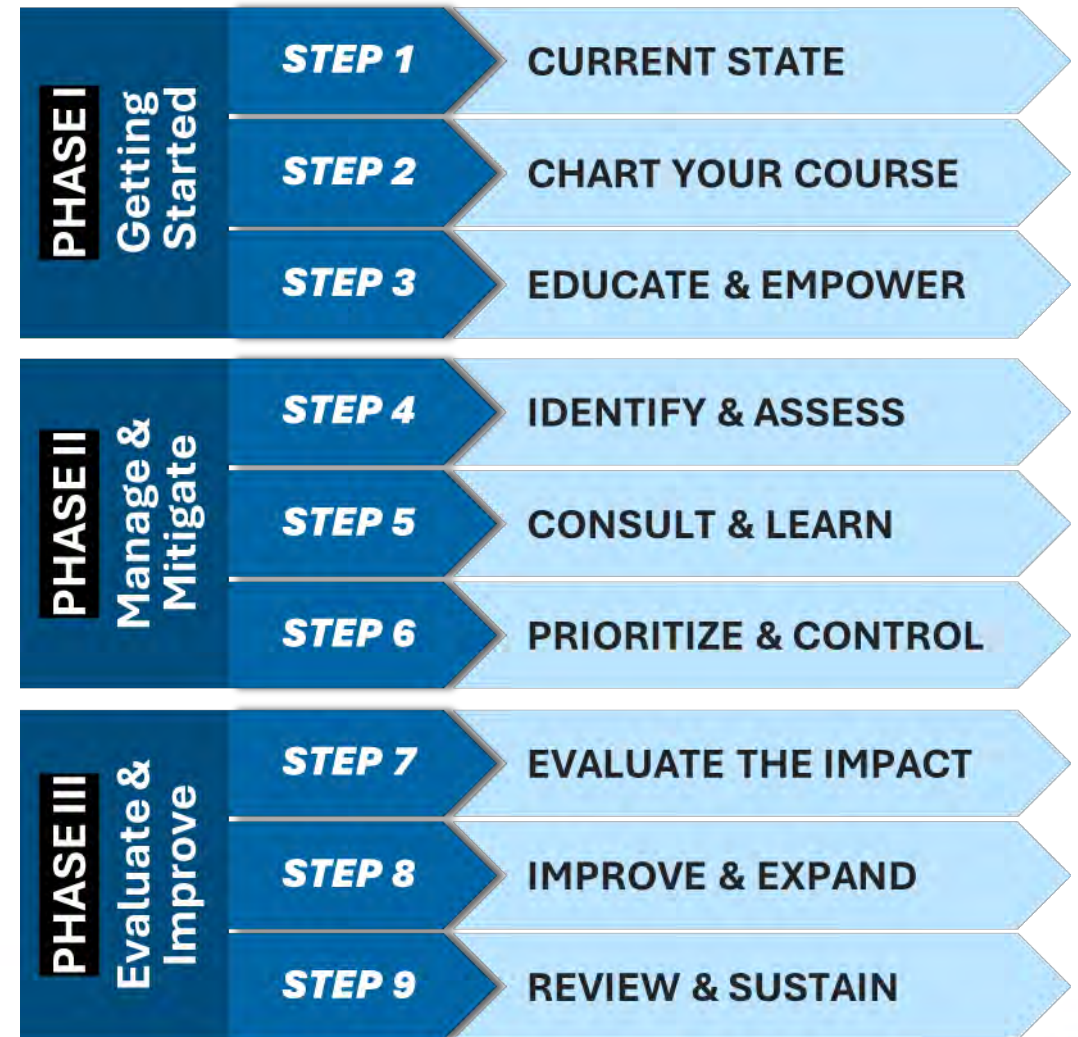 PHASE I
Getting
Started
STEP 1
CURRENT STATE
STEP 2
CHART YOUR COURSE
STEP 3
EDUCATE & EMPOWER
PHASE II
Manage &
Mitigate
STEP 4
IDENTIFY & ASSESS
STEP 5
CONSULT & LEARN
STEP 6
PRIORITIZE & CONTROL
PHASE III
Evaluate &
Improve
STEP 7
EVALUATE THE IMPACT
STEP 8
IMPROVE & EXPAND
STEP 9
REVIEW & SUSTAIN